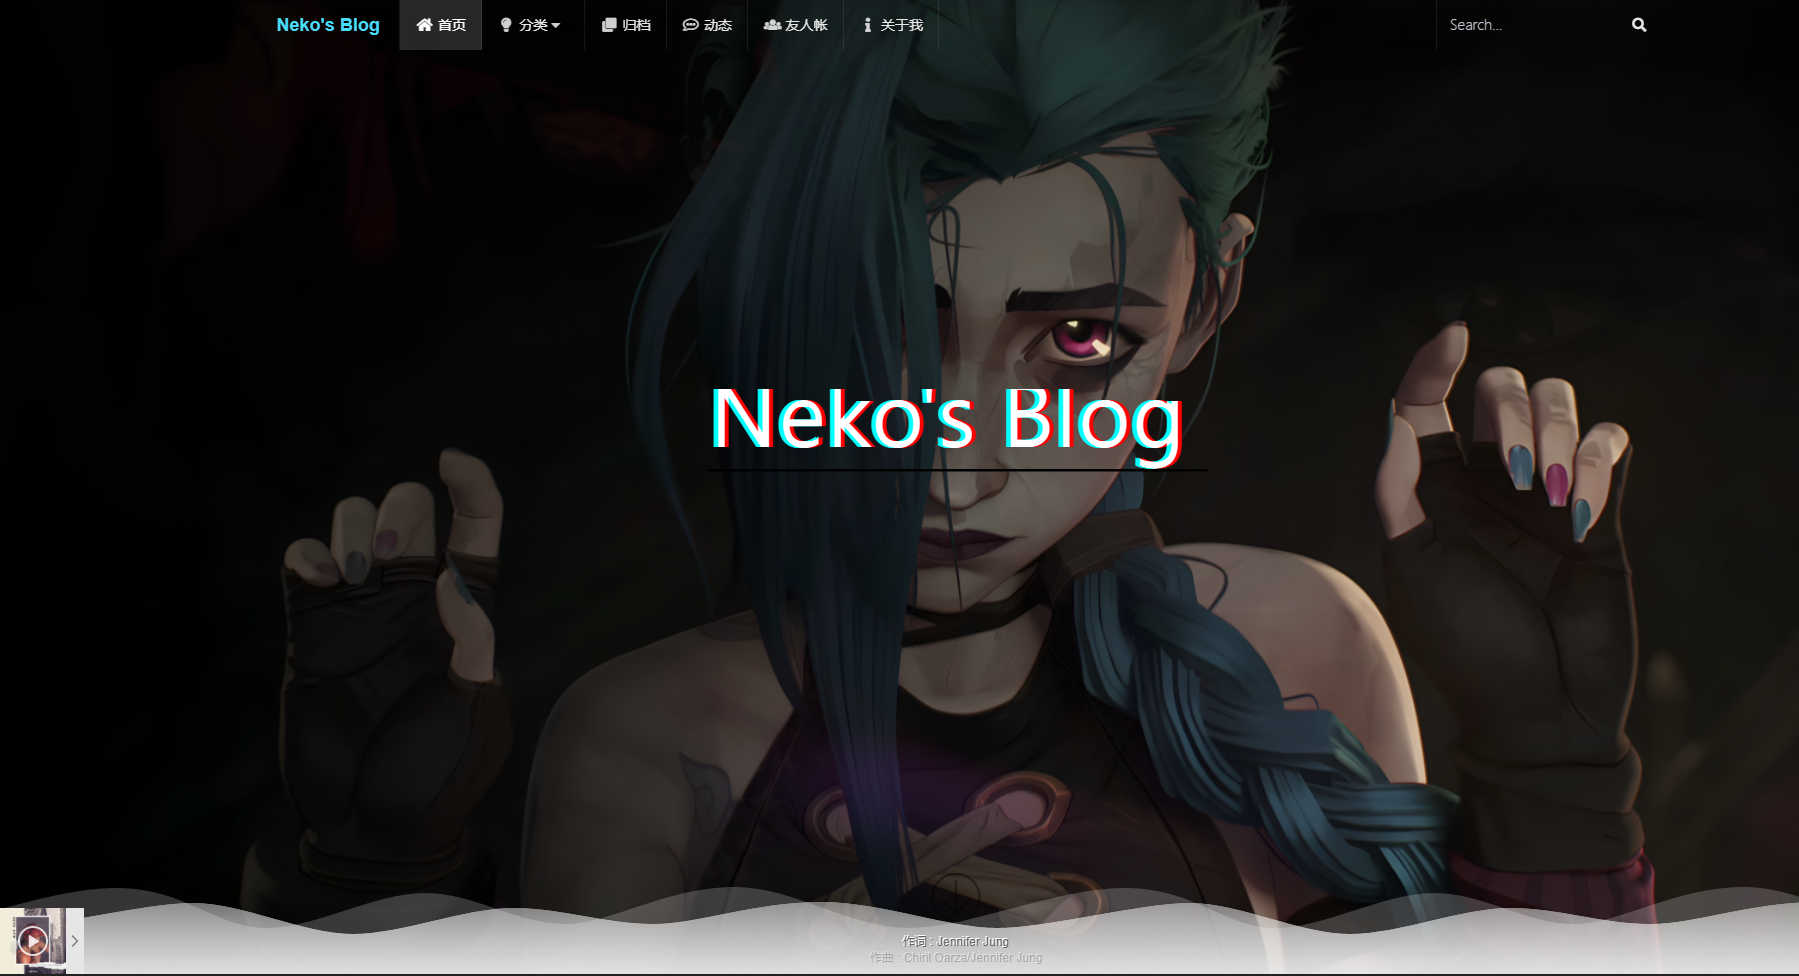 Neko's Blog 首页 分类 归档 动态 友人帐 关于我 Search...
Neko's Blog
作词 : Jennifer Jung
作曲 : Chiril Oarza/Jennifer Jung